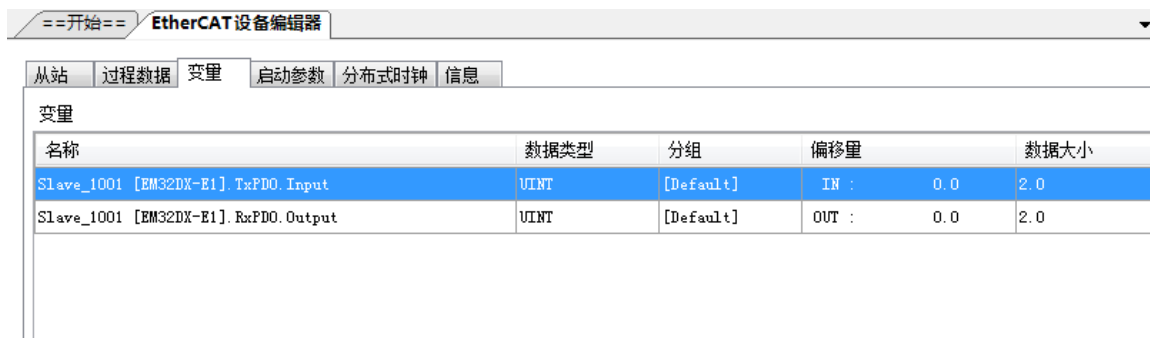 ==开始== EtherCAT设备编辑器
从站 过程数据 变量 启动参数 分布式时钟 信息
变量
名称 数据类型 分组 偏移量 数据大小
Slave_1001 [EM32DX-E1].TxPDO.Input UINT [Default] IN : 0.0 2.0
Slave_1001 [EM32DX-E1].RxPDO.Output UINT [Default] OUT : 0.0 2.0